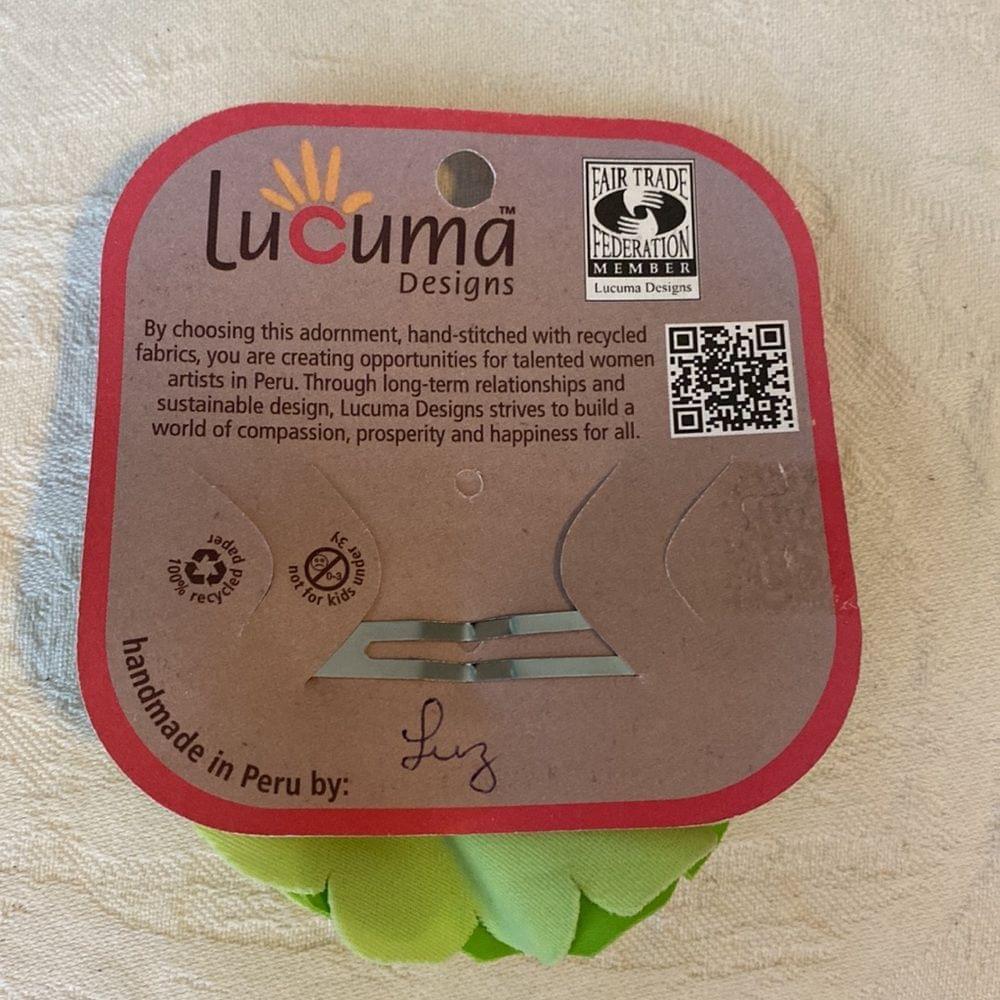 Lucuma™
Designs
FAIR TRADE
FEDERATION
MEMBER
Lucuma Designs
By choosing this adornment, hand-stitched with recycled
fabrics, you are creating opportunities for talented women
artists in Peru. Through long-term relationships and
sustainable design, Lucuma Designs strives to build a
world of compassion, prosperity and happiness for all.
100% recycled paper
not for kids under 3y
0-3
handmade in Peru by:
Luz